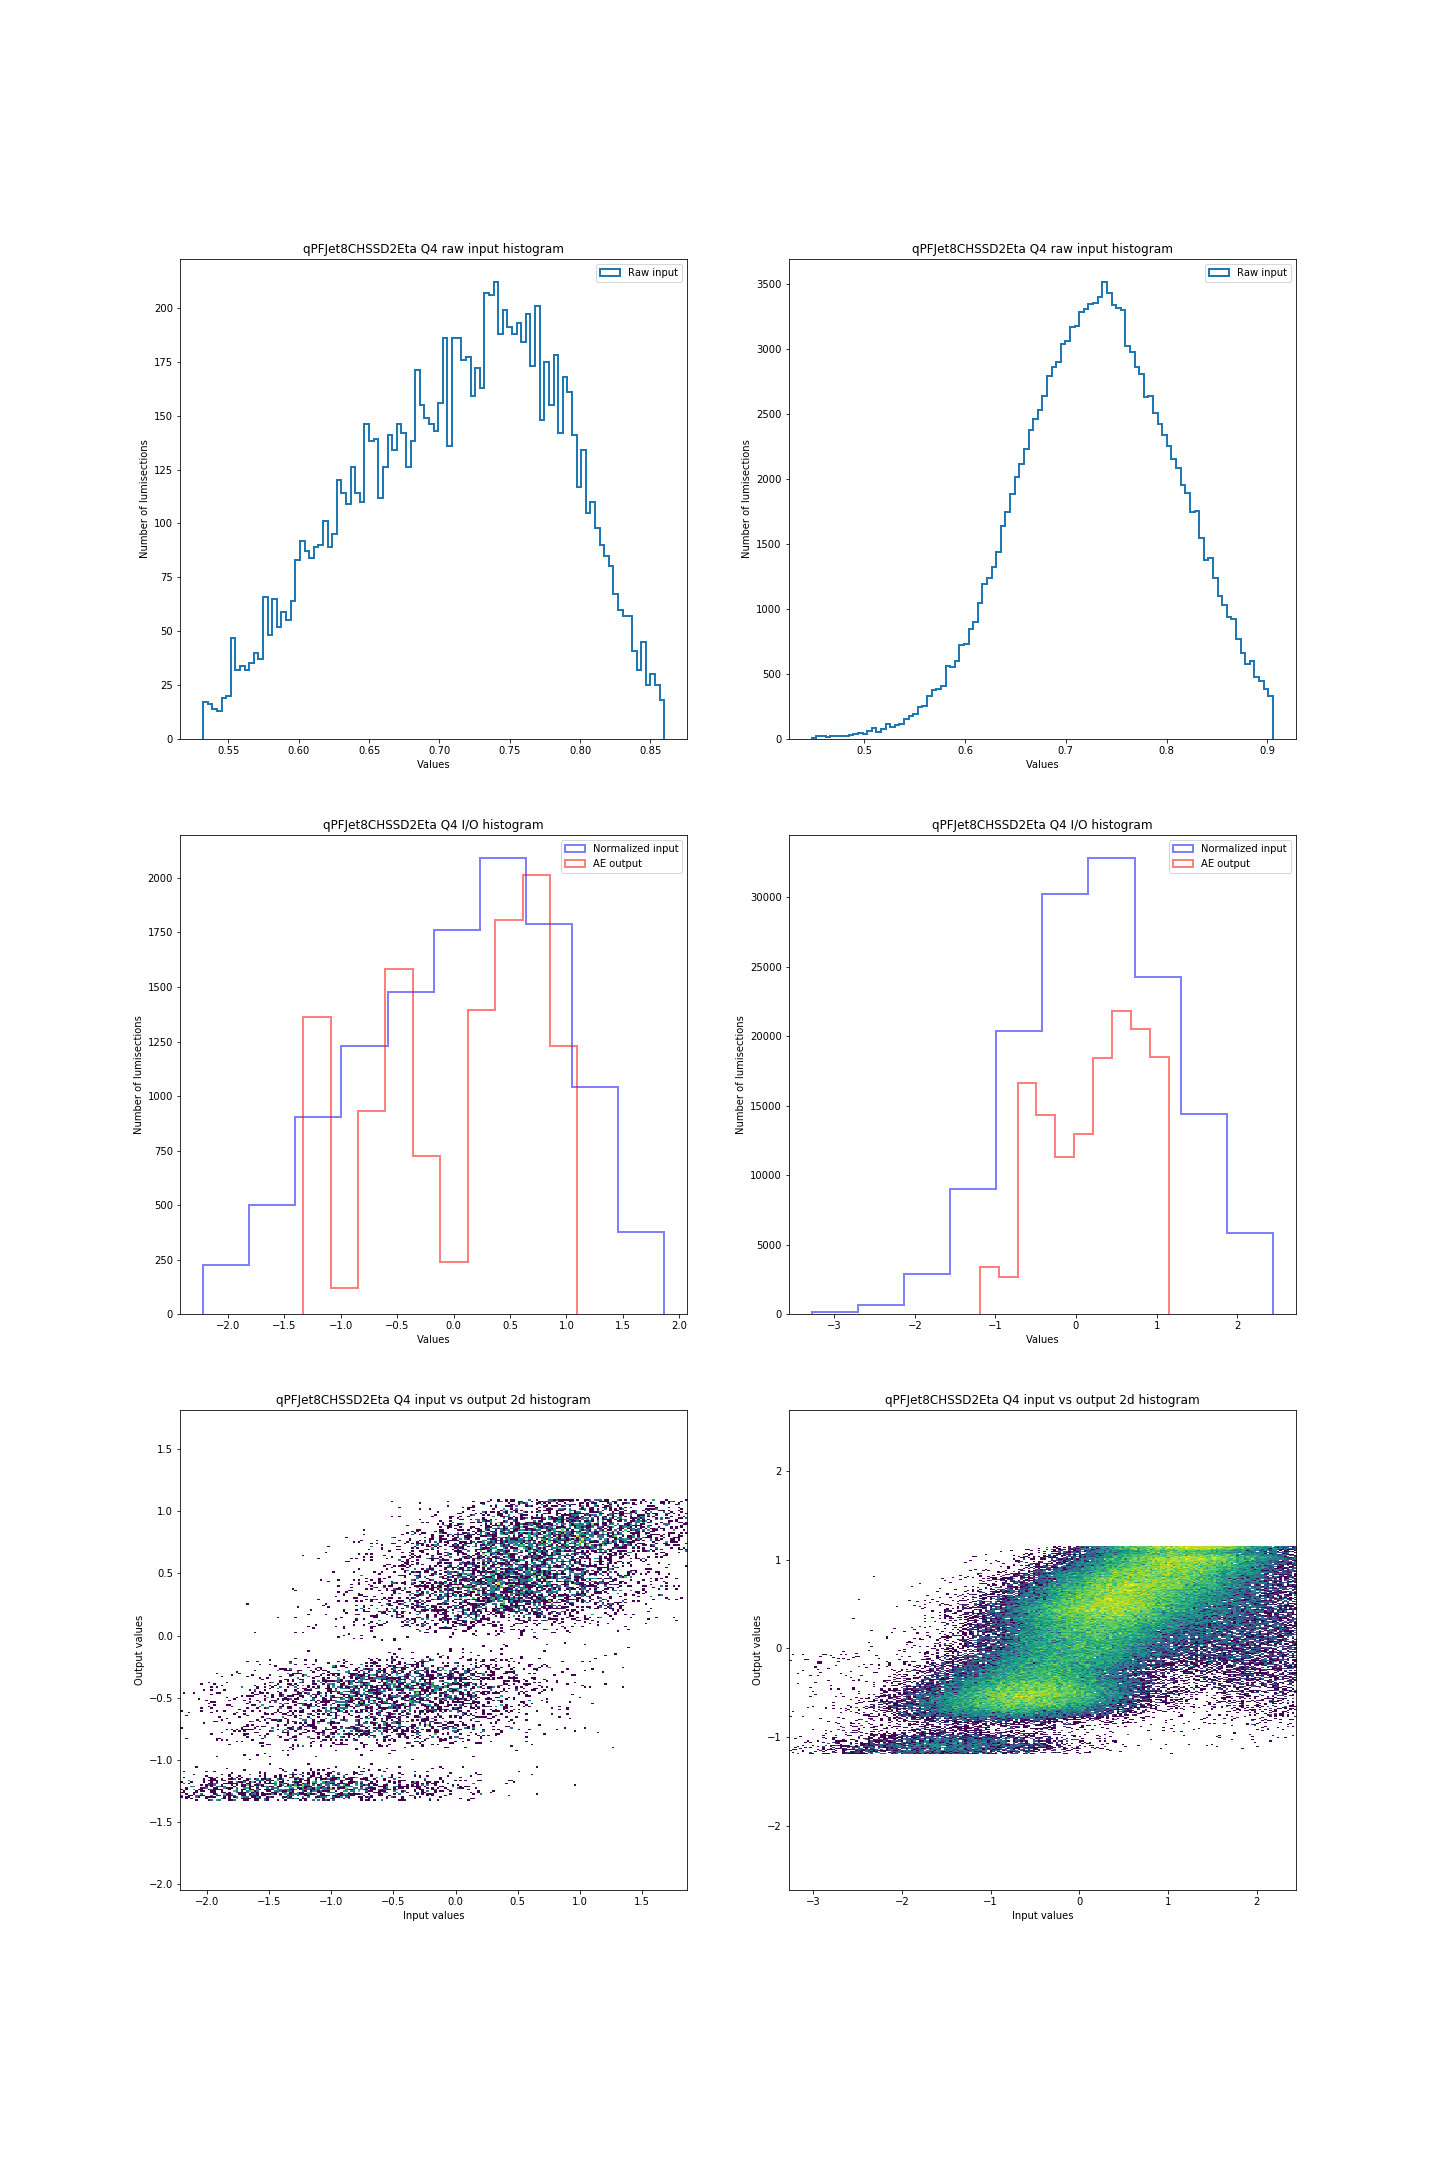 qPFJet8CHSSD2Eta Q4 raw input histogram
Raw input
Number of lumisections
200
175
150
125
100
75
50
25
0
0.55 0.60 0.65 0.70 0.75 0.80 0.85
Values
qPFJet8CHSSD2Eta Q4 raw input histogram
Raw input
Number of lumisections
3500
3000
2500
2000
1500
1000
500
0
0.5 0.6 0.7 0.8 0.9
Values
qPFJet8CHSSD2Eta Q4 I/O histogram
Normalized input
AE output
Number of lumisections
2000
1750
1500
1250
1000
750
500
250
0
−2.0 −1.5 −1.0 −0.5 0.0 0.5 1.0 1.5 2.0
Values
qPFJet8CHSSD2Eta Q4 I/O histogram
Normalized input
AE output
Number of lumisections
30000
25000
20000
15000
10000
5000
0
−3 −2 −1 0 1 2
Values
qPFJet8CHSSD2Eta Q4 input vs output 2d histogram
Output values
1.5
1.0
0.5
0.0
−0.5
−1.0
−1.5
−2.0
−2.0 −1.5 −1.0 −0.5 0.0 0.5 1.0 1.5
Input values
qPFJet8CHSSD2Eta Q4 input vs output 2d histogram
Output values
2
1
0
−1
−2
−3 −2 −1 0 1 2
Input values